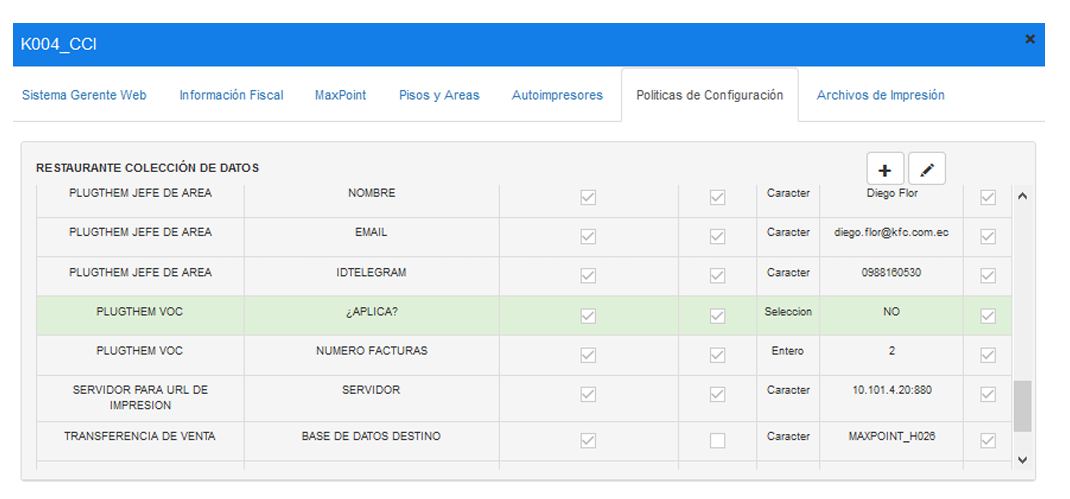 K004_CCI
Sistema Gerente Web Información Fiscal MaxPoint Pisos y Areas Autoimpresores Politicas de Configuración Archivos de Impresión
RESTAURANTE COLECCIÓN DE DATOS
PLUGTHEM JEFE DE AREA NOMBRE Caracter Diego Flor
PLUGTHEM JEFE DE AREA EMAIL Caracter diego.flor@kfc.com.ec
PLUGTHEM JEFE DE AREA IDTELEGRAM Caracter 0988160530
PLUGTHEM VOC ¿APLICA? Seleccion NO
PLUGTHEM VOC NUMERO FACTURAS Entero 2
SERVIDOR PARA URL DE IMPRESION SERVIDOR Caracter 10.101.4.20:880
TRANSFERENCIA DE VENTA BASE DE DATOS DESTINO Caracter MAXPOINT_H026